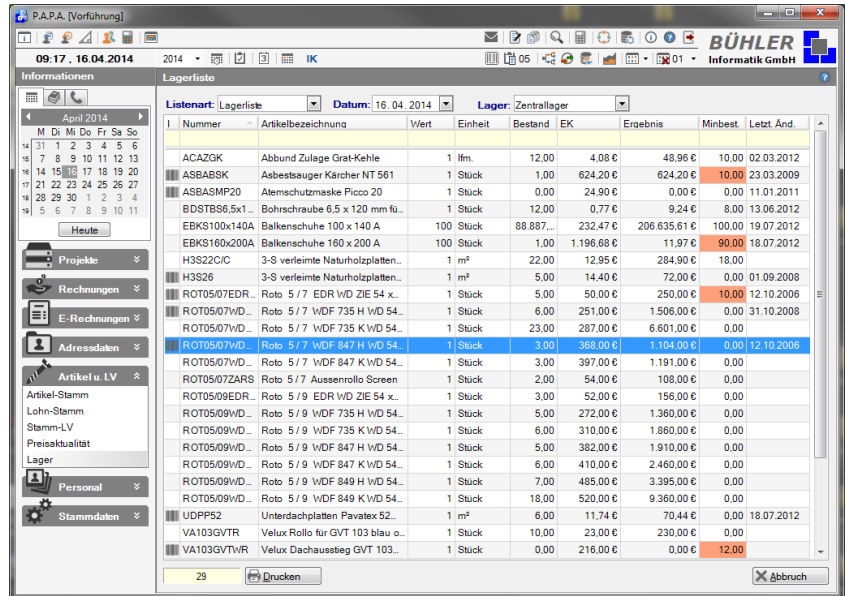 P.A.P.A. [Vorführung]
BÜHLER
Informatik GmbH
09:17 , 16.04.2014 2014 3 IK 05 01
Informationen
Lagerliste
Listenart: Lagerliste Datum: 16. 04. 2014 Lager: Zentrallager
April 2014
M Di Mi Do Fr Sa So
14 31 1 2 3 4 5 6
15 7 8 9 10 11 12 13
16 14 15 16 17 18 19 20
17 21 22 23 24 25 26 27
18 28 29 30 1 2 3 4
19 5 6 7 8 9 10 11
Heute
Projekte
Rechnungen
E-Rechnungen
Adressdaten
Artikel u. LV
Artikel-Stamm
Lohn-Stamm
Stamm-LV
Preisaktualität
Lager
Personal
Stammdaten
I Nummer Artikelbezeichnung Wert Einheit Bestand EK Ergebnis Minbest. Letzt. Änd.
ACAZGK Abbund Zulage Grat-Kehle 1 lfm. 12,00 4,08 € 48,96 € 10,00 02.03.2012
ASBABSK Asbestsauger Kärcher NT 561 1 Stück 1,00 624,20 € 624,20 € 10,00 23.03.2009
ASBASMP20 Atemschutzmaske Picco 20 1 Stück 0,00 24,90 € 0,00 € 0,00 11.01.2011
BDSTBS6,5x1... Bohrschraube 6,5 x 120 mm fü... 1 Stück 12,00 0,77 € 9,24 € 8,00 13.06.2012
EBKS100x140A Balkenschuhe 100 x 140 A 100 Stück 88.887,... 232,47 € 206.635,61 € 100,00 19.07.2012
EBKS160x200A Balkenschuhe 160 x 200 A 100 Stück 1,00 1.196,68 € 11,97 € 90,00 18.07.2012
H3S22C/C 3-S verleimte Naturholzplatten... 1 m² 22,00 12,95 € 284,90 € 18,00
H3S26 3-S verleimte Naturholzplatten... 1 m² 5,00 14,40 € 72,00 € 0,00 01.09.2008
ROT05/07EDR... Roto 5 / 7 EDR WD ZIE 54 x... 1 Stück 5,00 50,00 € 250,00 € 10,00 12.10.2006
ROT05/07WD... Roto 5 / 7 WDF 735 H WD 54... 1 Stück 6,00 251,00 € 1.506,00 € 0,00 31.10.2008
ROT05/07WD... Roto 5 / 7 WDF 735 K WD 54... 1 Stück 23,00 287,00 € 6.601,00 € 0,00
ROT05/07WD... Roto 5 / 7 WDF 847 H WD 54... 1 Stück 3,00 368,00 € 1.104,00 € 0,00 12.10.2006
ROT05/07WD... Roto 5 / 7 WDF 847 K WD 54... 1 Stück 3,00 397,00 € 1.191,00 € 0,00
ROT05/07ZARS Roto 5 / 7 Aussenrollo Screen 1 Stück 2,00 54,00 € 108,00 € 0,00
ROT05/09EDR... Roto 5 / 9 EDR WD ZIE 54 x... 1 Stück 3,00 52,00 € 156,00 € 0,00
ROT05/09WD... Roto 5 / 9 WDF 735 H WD 54... 1 Stück 5,00 272,00 € 1.360,00 € 0,00
ROT05/09WD... Roto 5 / 9 WDF 735 K WD 54... 1 Stück 6,00 310,00 € 1.860,00 € 0,00
ROT05/09WD... Roto 5 / 9 WDF 847 H WD 54... 1 Stück 5,00 382,00 € 1.910,00 € 0,00
ROT05/09WD... Roto 5 / 9 WDF 847 K WD 54... 1 Stück 6,00 410,00 € 2.460,00 € 0,00
ROT05/09WD... Roto 5 / 9 WDF 849 H WD 54... 1 Stück 7,00 485,00 € 3.395,00 € 0,00
ROT05/09WD... Roto 5 / 9 WDF 849 K WD 54... 1 Stück 18,00 520,00 € 9.360,00 € 0,00
UDPP52 Unterdachplatten Pavatex 52... 1 m² 6,00 11,74 € 70,44 € 0,00 18.07.2012
VA103GVTR Velux Rollo für GVT 103 blau o... 1 Stück 10,00 23,00 € 230,00 € 0,00
VA103GVTWR Velux Dachausstieg GVT 103... 1 Stück 0,00 216,00 € 0,00 € 12,00
29 Drucken Abbruch